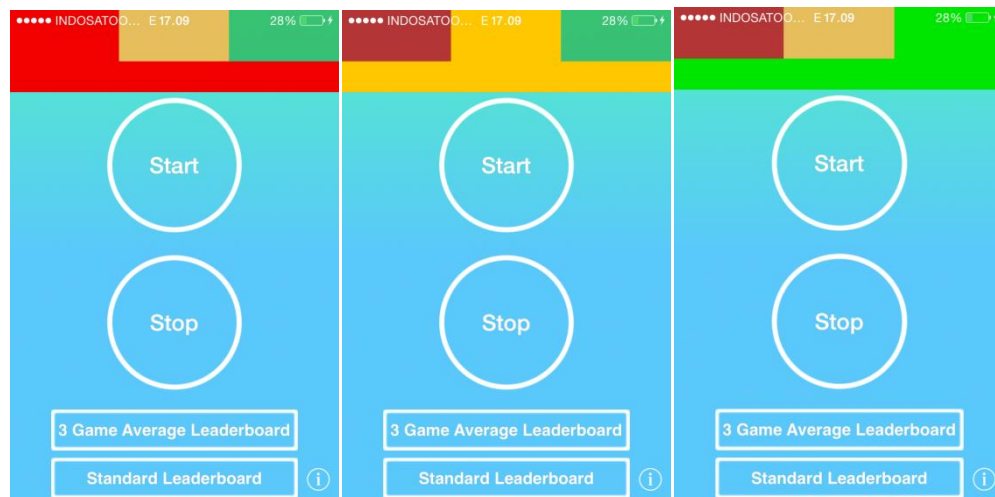 ●●●●● INDOSATOO... E 17.09 28%
Start
Stop
3 Game Average Leaderboard
Standard Leaderboard
●●●●● INDOSATOO... E 17.09 28%
Start
Stop
3 Game Average Leaderboard
Standard Leaderboard
●●●●● INDOSATOO... E 17.09 28%
Start
Stop
3 Game Average Leaderboard
Standard Leaderboard